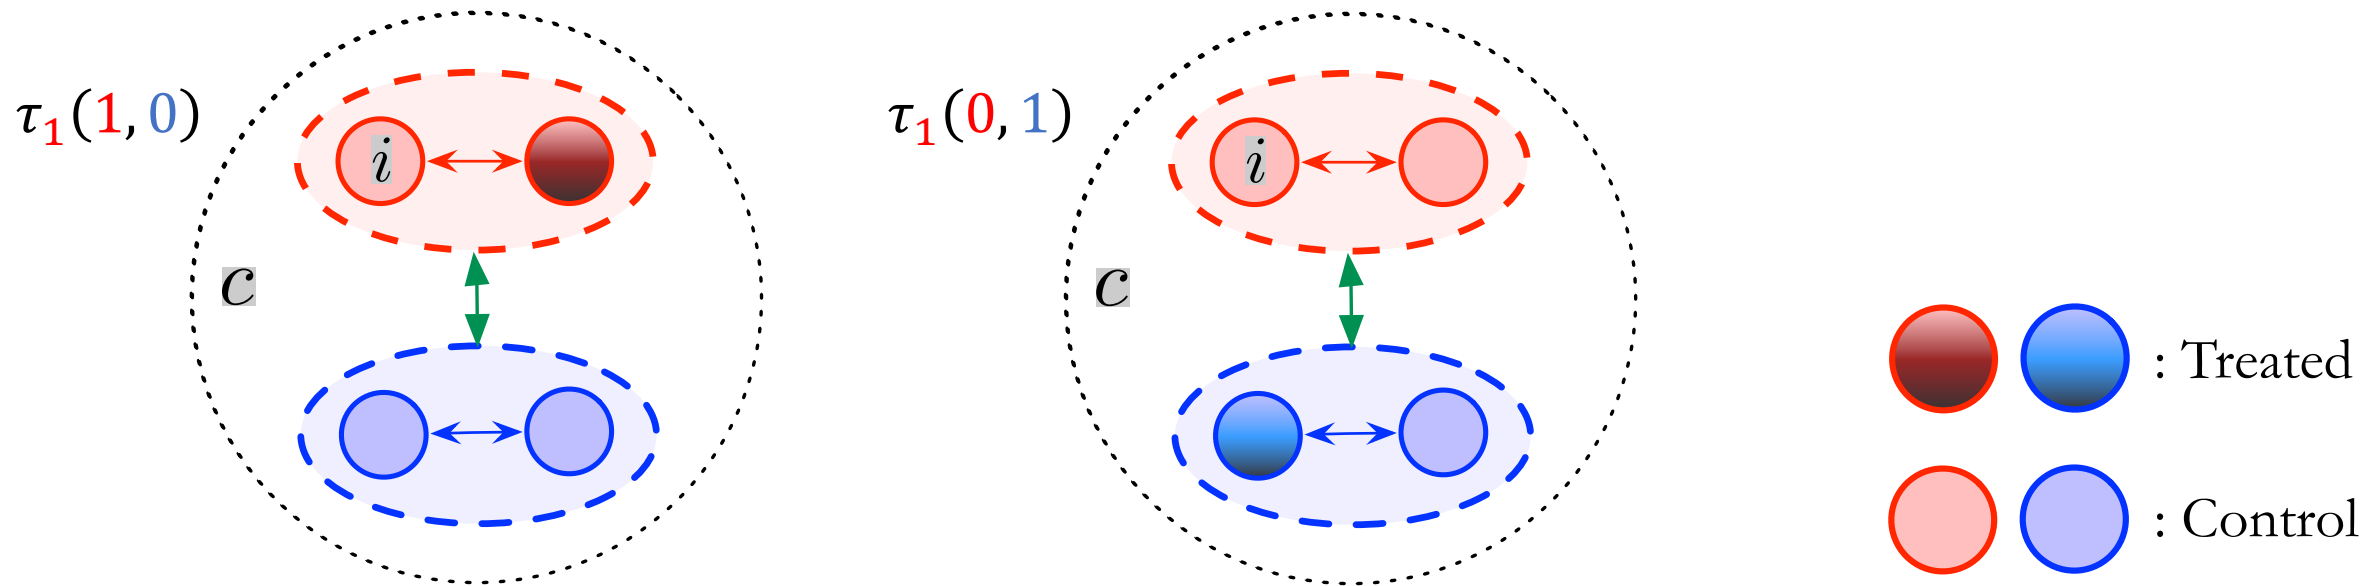 τ₁(1,0)
i
c
τ₁(0,1)
i
c
: Treated
: Control